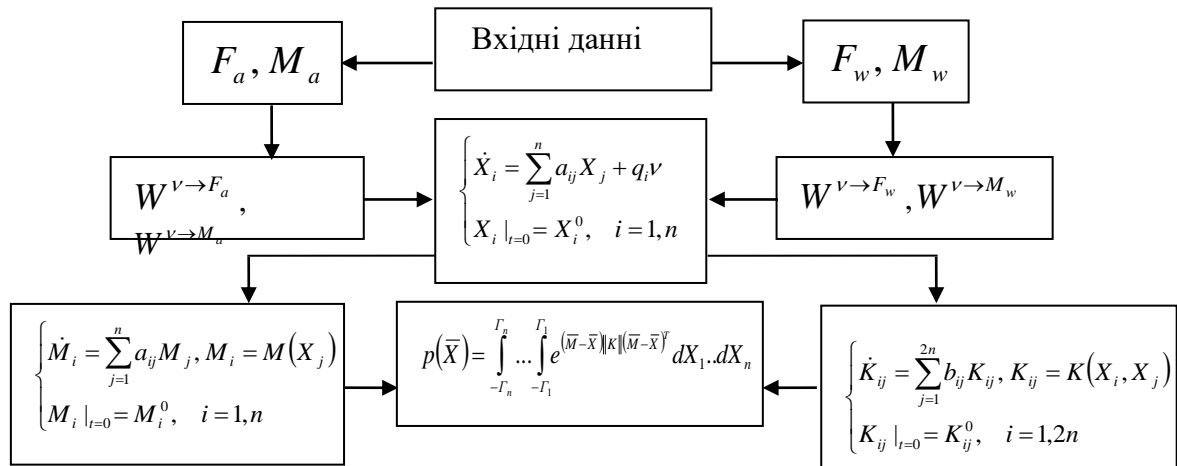 Вхідні данні
F_a, M_a
F_w, M_w
W^{ν→F_a},
W^{ν→M_a}
Ẋ_i = ∑_{j=1}^{n} a_{ij} X_j + q_i ν
X_i |_{t=0} = X_i^0, i = 1, n
W^{ν→F_w}, W^{ν→M_w}
Ṁ_i = ∑_{j=1}^{n} a_{ij} M_j, M_i = M(X_j)
M_i |_{t=0} = M_i^0, i = 1, n
p(X̅) = ∫_{-Γ_n}^{Γ_n} ... ∫_{-Γ_1}^{Γ_1} e^{(M̅-X̅)‖K‖(M̅-X̅)^T} dX_1..dX_n
K̇_{ij} = ∑_{j=1}^{2n} b_{ij} K_{ij}, K_{ij} = K(X_i, X_j)
K_{ij} |_{t=0} = K_{ij}^0, i = 1,2n